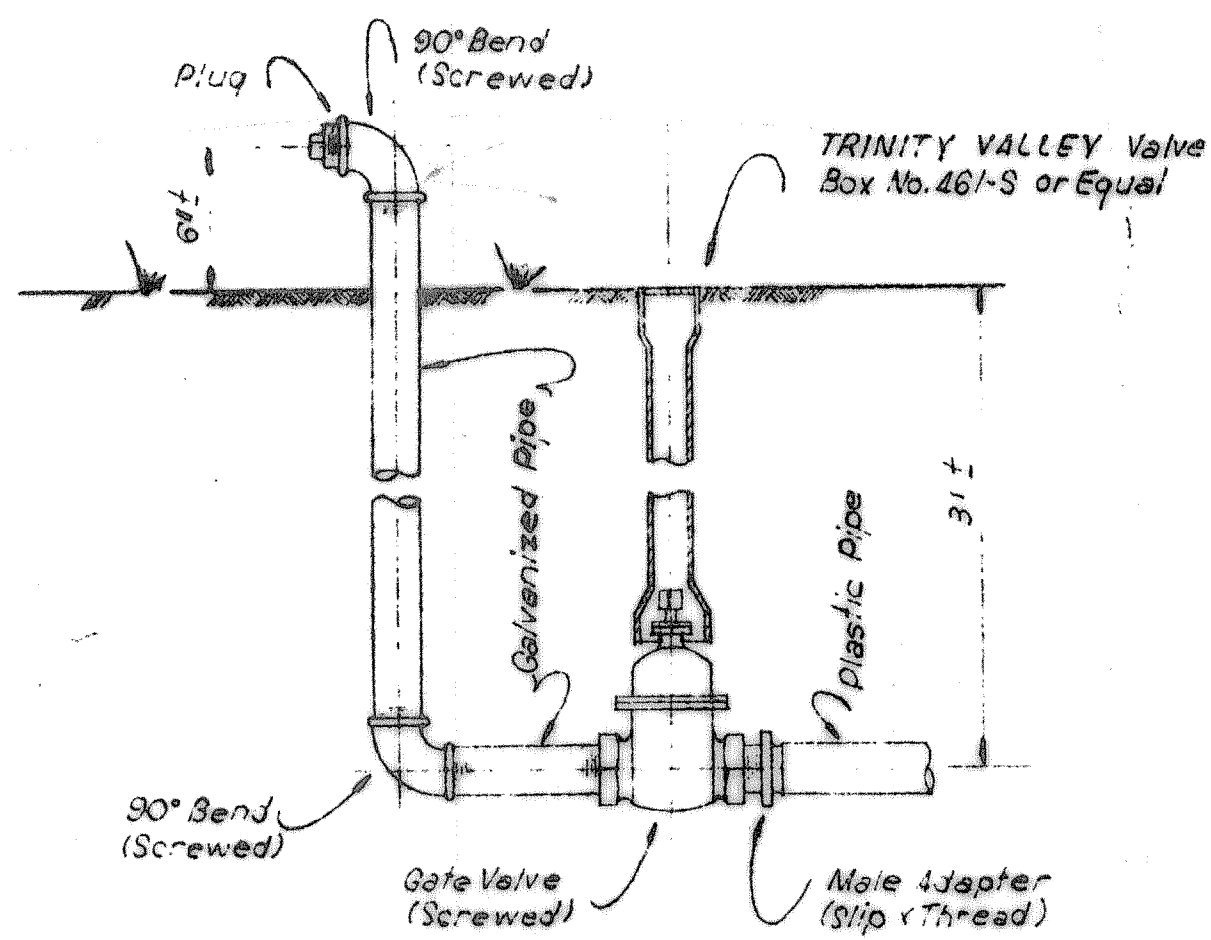 90° Bend
(Screwed)
Plug
TRINITY VALLEY Valve
Box No. 461-S or Equal
6"±
Galvanized Pipe
3'±
Plastic Pipe
90° Bend
(Screwed)
Gate Valve
(Screwed)
Male Adapter
(Slip x Thread)